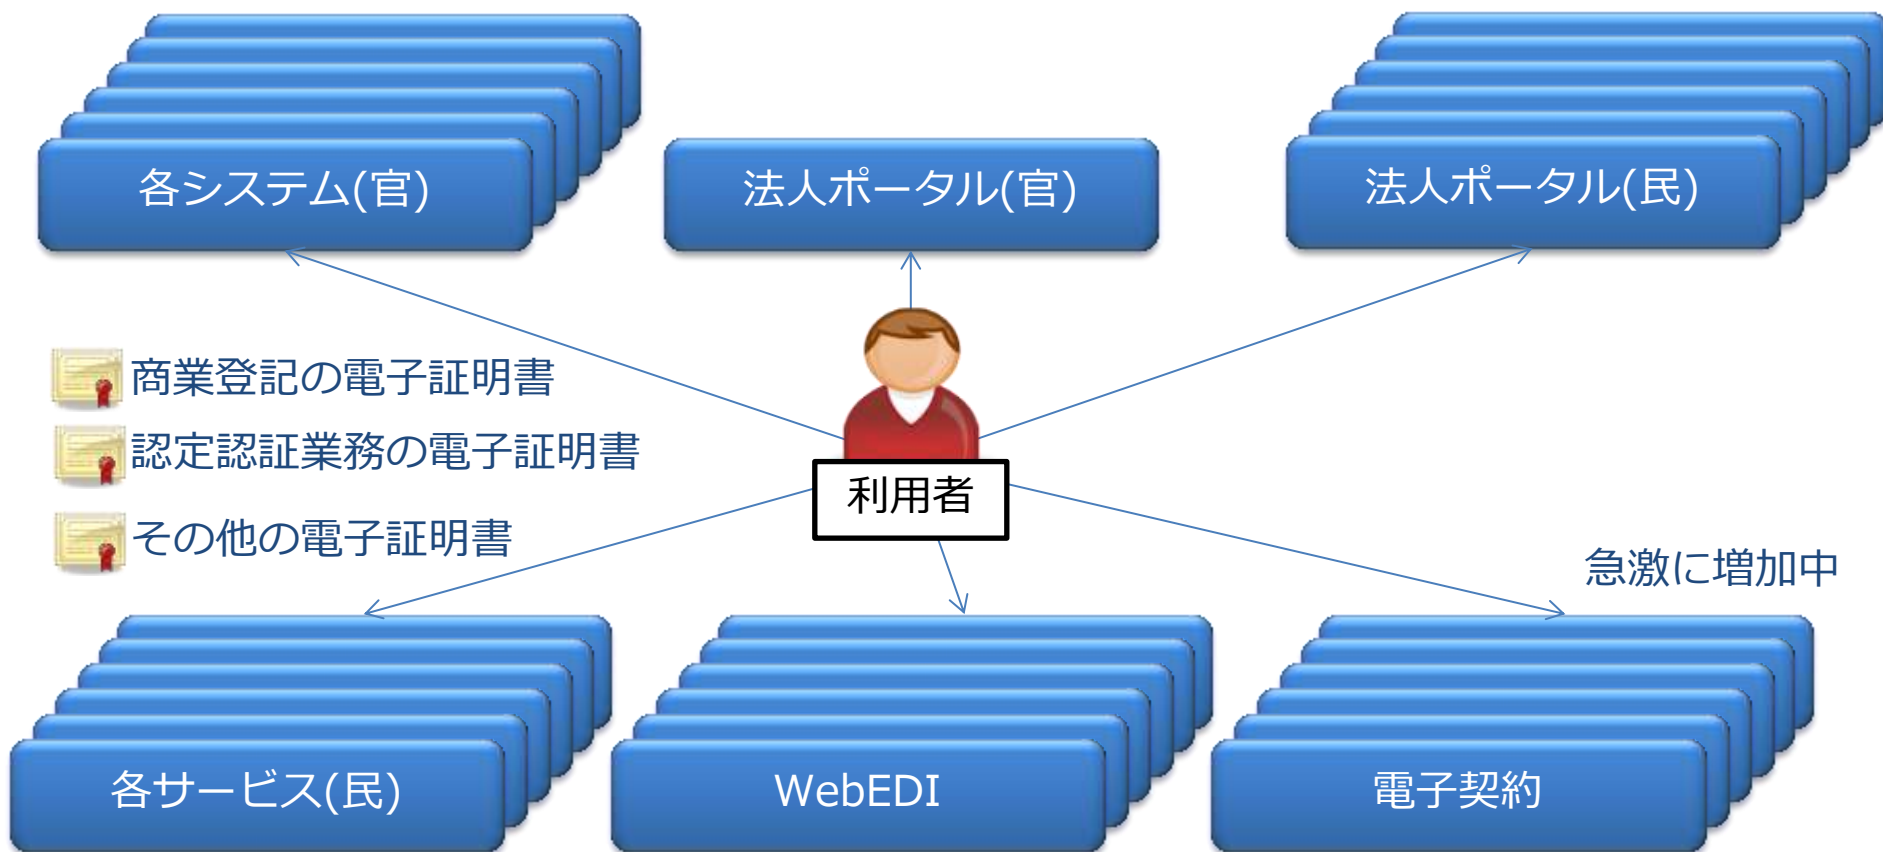 各システム(官)
法人ポータル(官)
法人ポータル(民)
商業登記の電子証明書
認定認証業務の電子証明書
その他の電子証明書
利用者
急激に増加中
各サービス(民)
WebEDI
電子契約